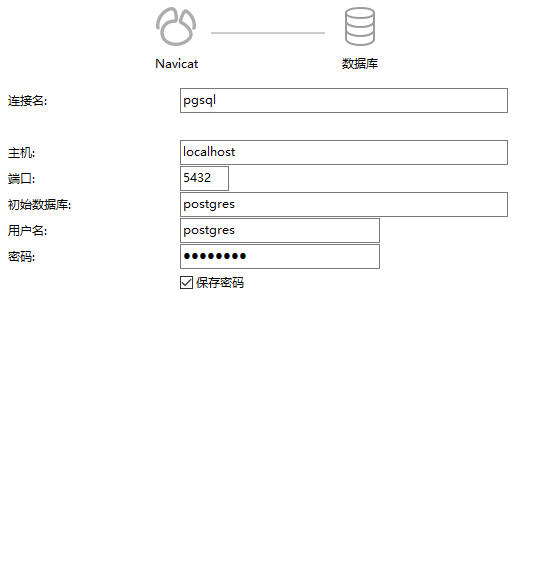 Navicat 数据库
连接名: pgsql
主机: localhost
端口: 5432
初始数据库: postgres
用户名: postgres
密码: ●●●●●●●●
保存密码